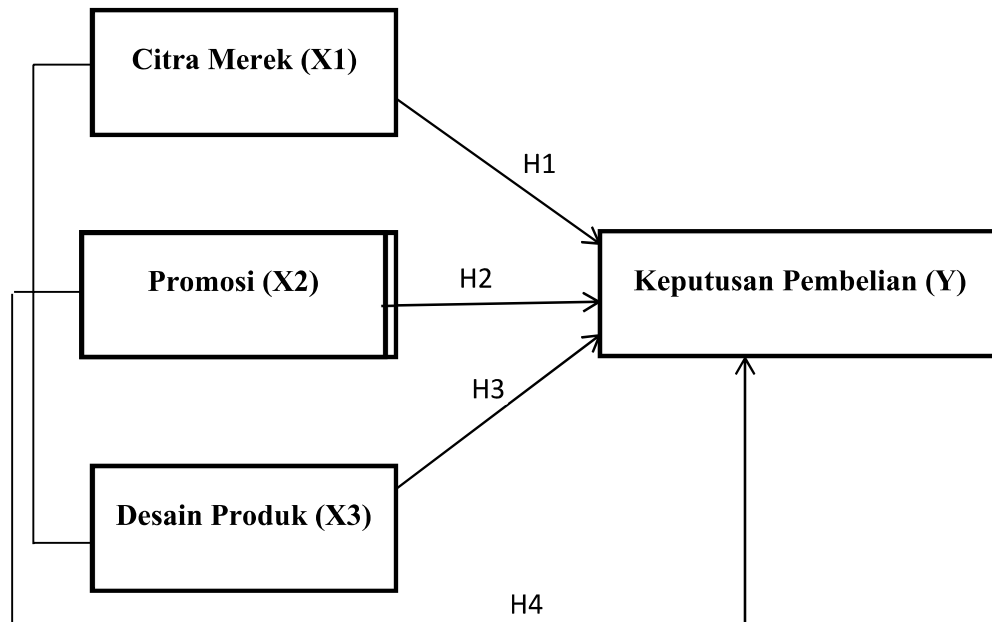 Citra Merek (X1)
H1
Promosi (X2)
H2
Keputusan Pembelian (Y)
H3
Desain Produk (X3)
H4